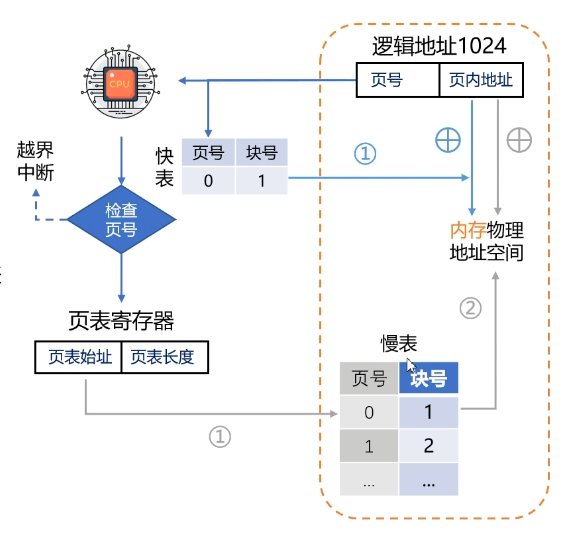 逻辑地址1024
页号 页内地址
CPU
越界
中断
快
表
页号 块号
0 1
①
检查
页号
内存物理
地址空间
②
页表寄存器
页表始址 页表长度
慢表
页号 块号
0 1
1 2
... ...
①